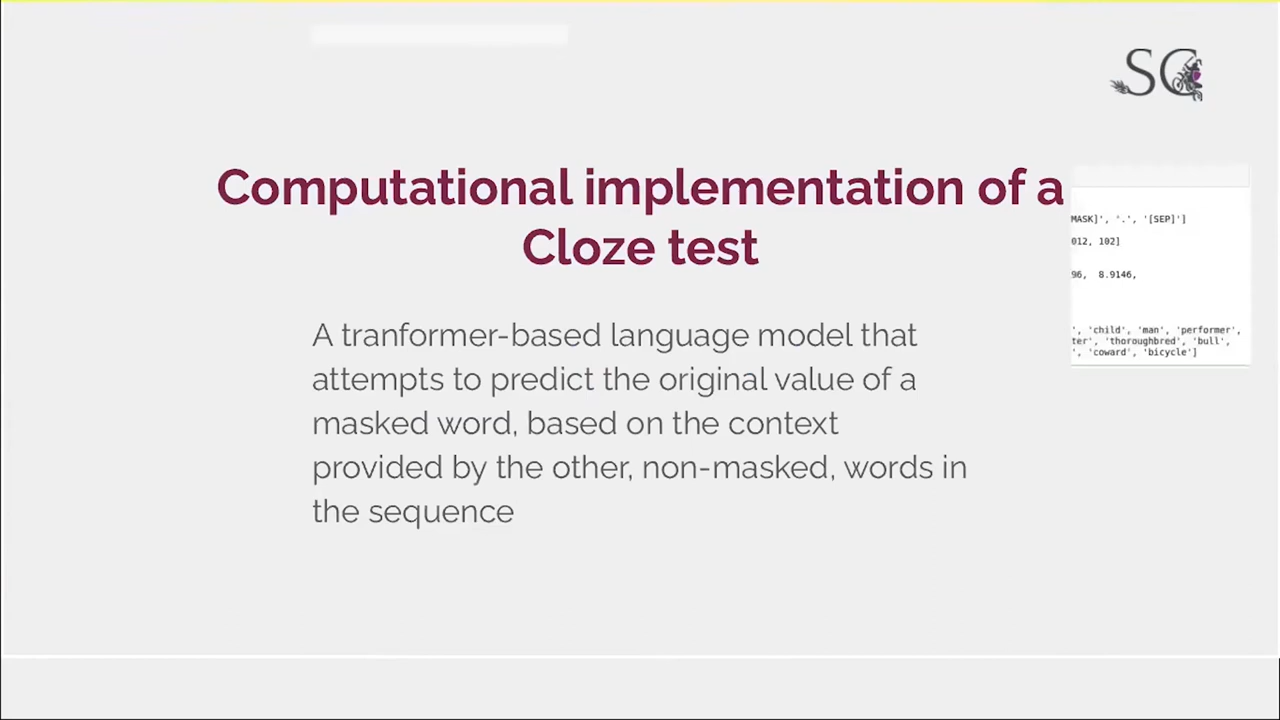 SC
Computational implementation of a
Cloze test
A tranformer-based language model that
attempts to predict the original value of a
masked word, based on the context
provided by the other, non-masked, words in
the sequence
MASK]', '.', '[SEP]']
012, 102]
96, 8.9146,
', 'child', 'man', 'performer',
ter', 'thoroughbred', 'bull',
', 'coward', 'bicycle']